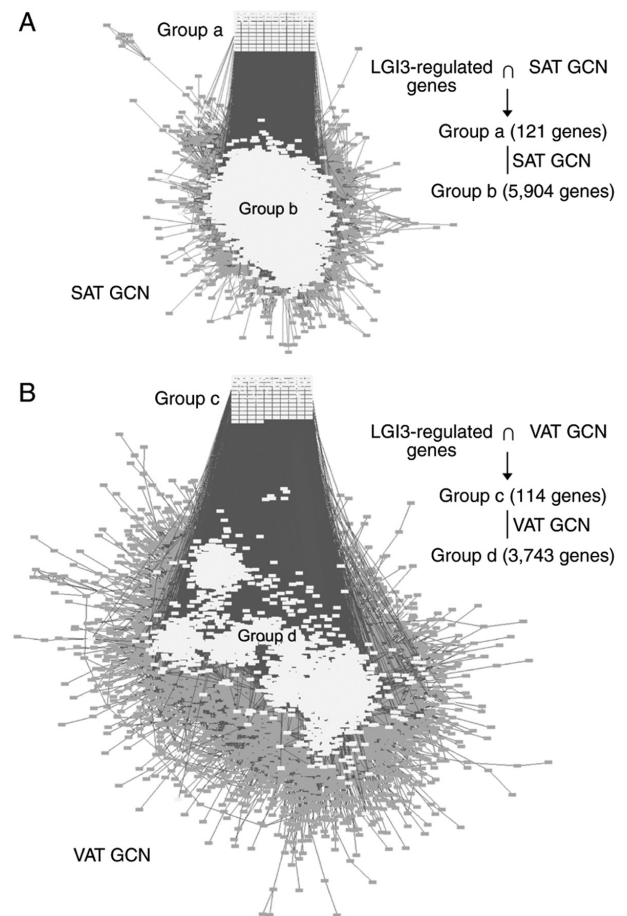 A
Group a
LGI3-regulated ∩ SAT GCN
genes
Group a (121 genes)
SAT GCN
Group b (5,904 genes)
Group b
SAT GCN
B
Group c
LGI3-regulated ∩ VAT GCN
genes
Group c (114 genes)
VAT GCN
Group d (3,743 genes)
Group d
VAT GCN